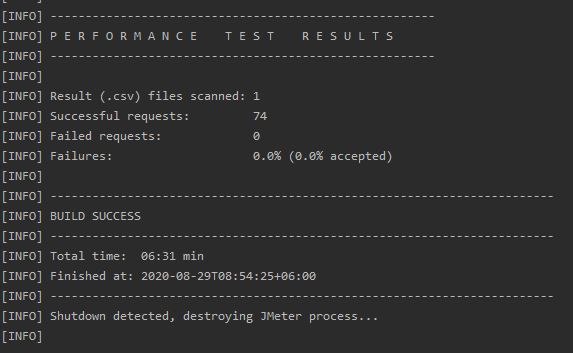 [INFO] -------------------------------------------------------
[INFO] P E R F O R M A N C E    T E S T    R E S U L T S
[INFO] -------------------------------------------------------
[INFO]
[INFO] Result (.csv) files scanned: 1
[INFO] Successful requests:         74
[INFO] Failed requests:             0
[INFO] Failures:                    0.0% (0.0% accepted)
[INFO]
[INFO] ------------------------------------------------------------------------
[INFO] BUILD SUCCESS
[INFO] ------------------------------------------------------------------------
[INFO] Total time:  06:31 min
[INFO] Finished at: 2020-08-29T08:54:25+06:00
[INFO] ------------------------------------------------------------------------
[INFO] Shutdown detected, destroying JMeter process...
[INFO]